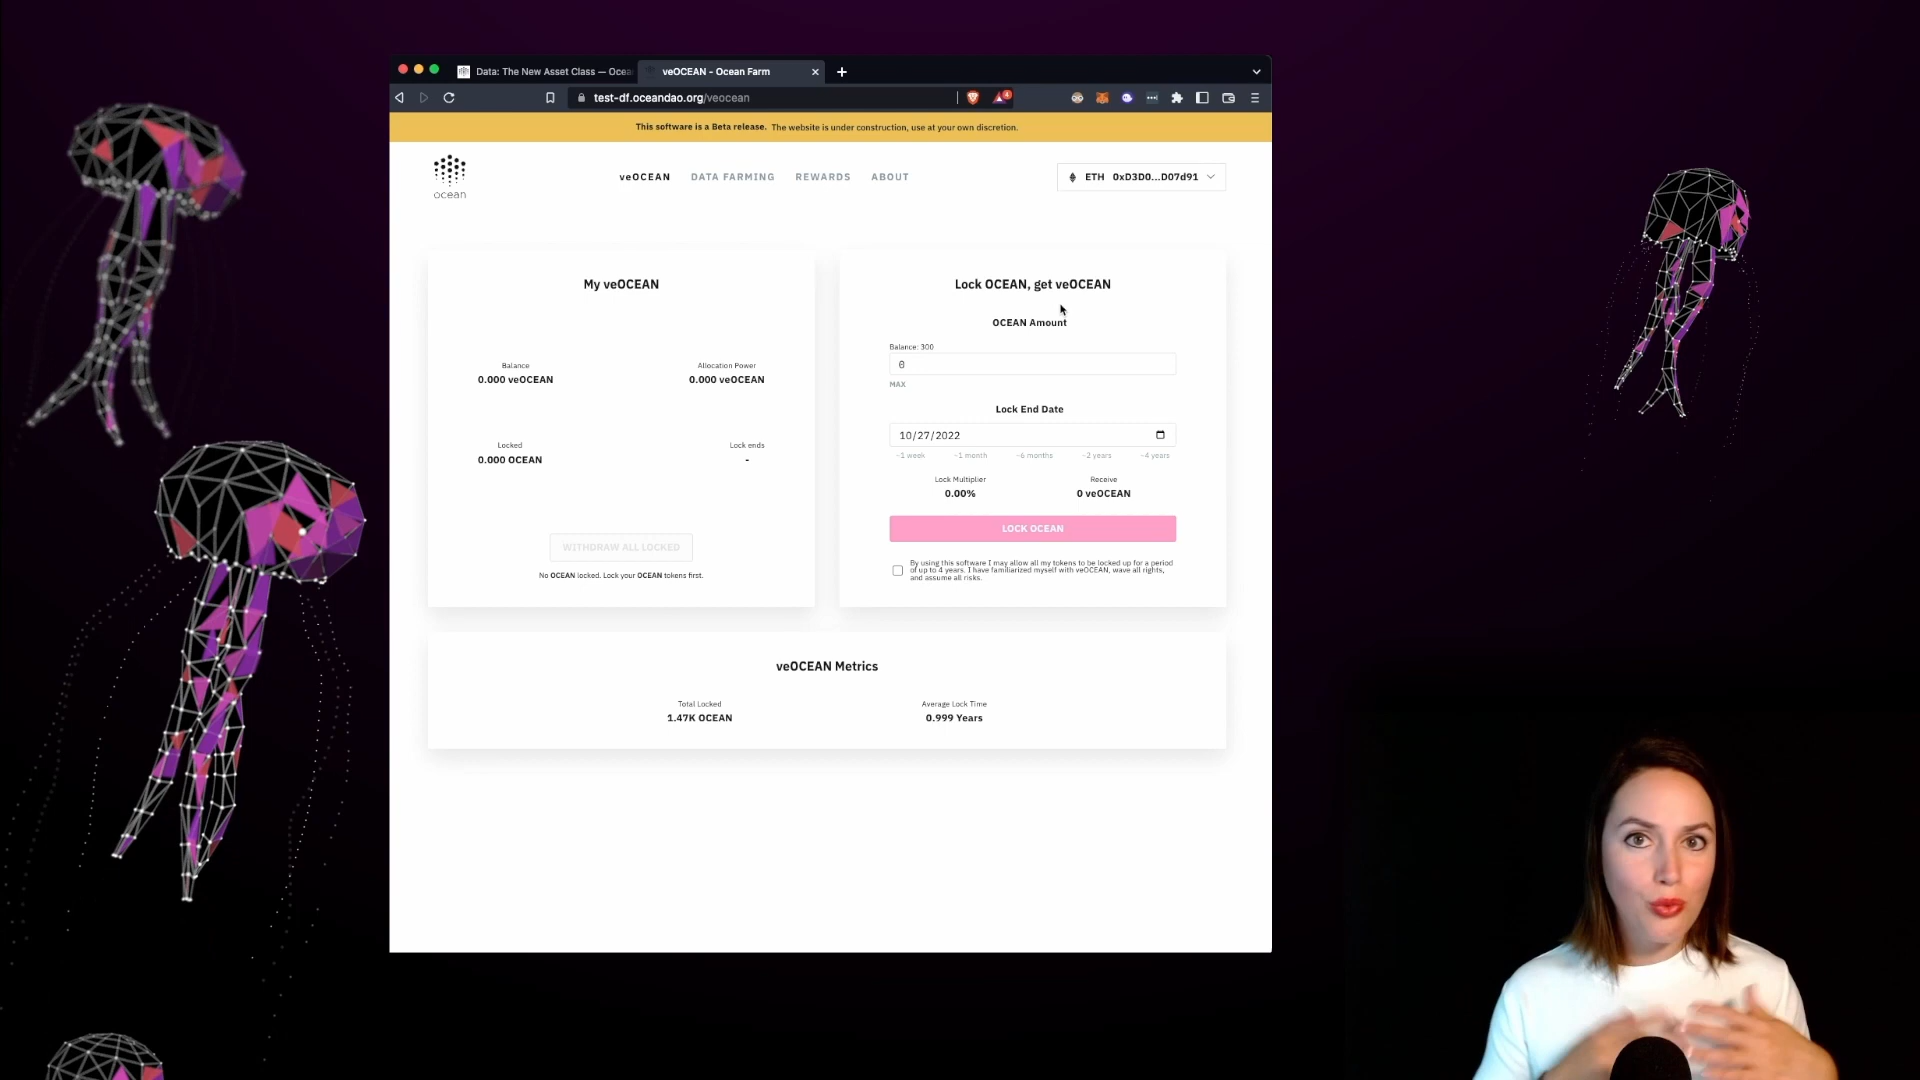 Data: The New Asset Class — Ocea
veOCEAN - Ocean Farm
test-df.oceandao.org/veocean
4
This software is a Beta release. The website is under construction, use at your own discretion.
ocean
veOCEAN
DATA FARMING
REWARDS
ABOUT
ETH 0xD3D0...D07d91
My veOCEAN
Balance
0.000 veOCEAN
Allocation Power
0.000 veOCEAN
Locked
0.000 OCEAN
Lock ends
-
WITHDRAW ALL LOCKED
No OCEAN locked. Lock your OCEAN tokens first.
Lock OCEAN, get veOCEAN
OCEAN Amount
Balance: 300
0
MAX
Lock End Date
10/27/2022
~1 week
~1 month
~6 months
~2 years
~4 years
Lock Multiplier
0.00%
Receive
0 veOCEAN
LOCK OCEAN
By using this software I may allow all my tokens to be locked up for a period
of up to 4 years. I have familiarized myself with veOCEAN, wave all rights,
and assume all risks.
veOCEAN Metrics
Total Locked
1.47K OCEAN
Average Lock Time
0.999 Years